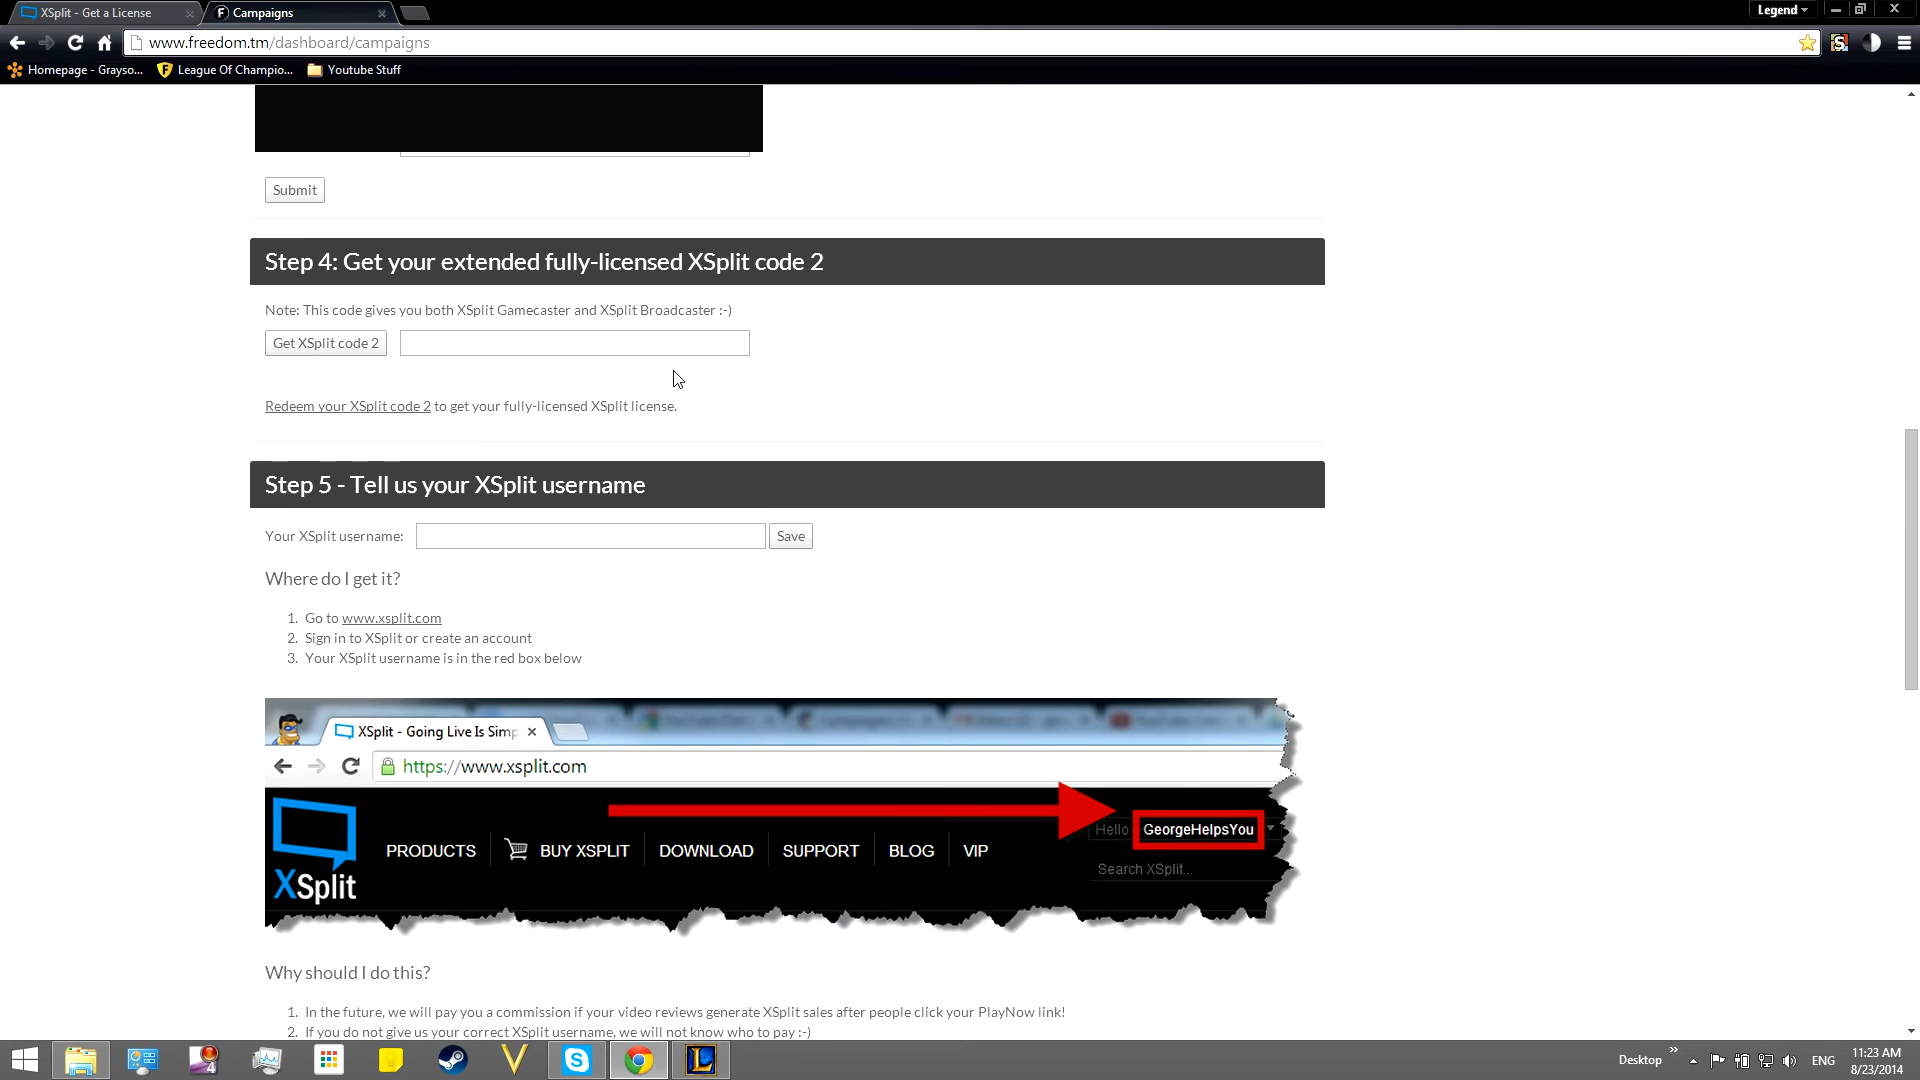 XSplit - Get a License
Campaigns
Legend
www.freedom.tm/dashboard/campaigns
Homepage - Grayso...
League Of Champio...
Youtube Stuff
Submit
Step 4: Get your extended fully-licensed XSplit code 2
Note: This code gives you both XSplit Gamecaster and XSplit Broadcaster :-)
Get XSplit code 2
Redeem your XSplit code 2 to get your fully-licensed XSplit license.
Step 5 - Tell us your XSplit username
Your XSplit username:
Save
Where do I get it?
1. Go to www.xsplit.com
2. Sign in to XSplit or create an account
3. Your XSplit username is in the red box below
XSplit - Going Live Is Simp
https://www.xsplit.com
Hello GeorgeHelpsYou
PRODUCTS
BUY XSPLIT
DOWNLOAD
SUPPORT
BLOG
VIP
Search XSplit...
XSplit
Why should I do this?
1. In the future, we will pay you a commission if your video reviews generate XSplit sales after people click your PlayNow link!
2. If you do not give us your correct XSplit username, we will not know who to pay :-)
Desktop
ENG
11:23 AM
8/23/2014